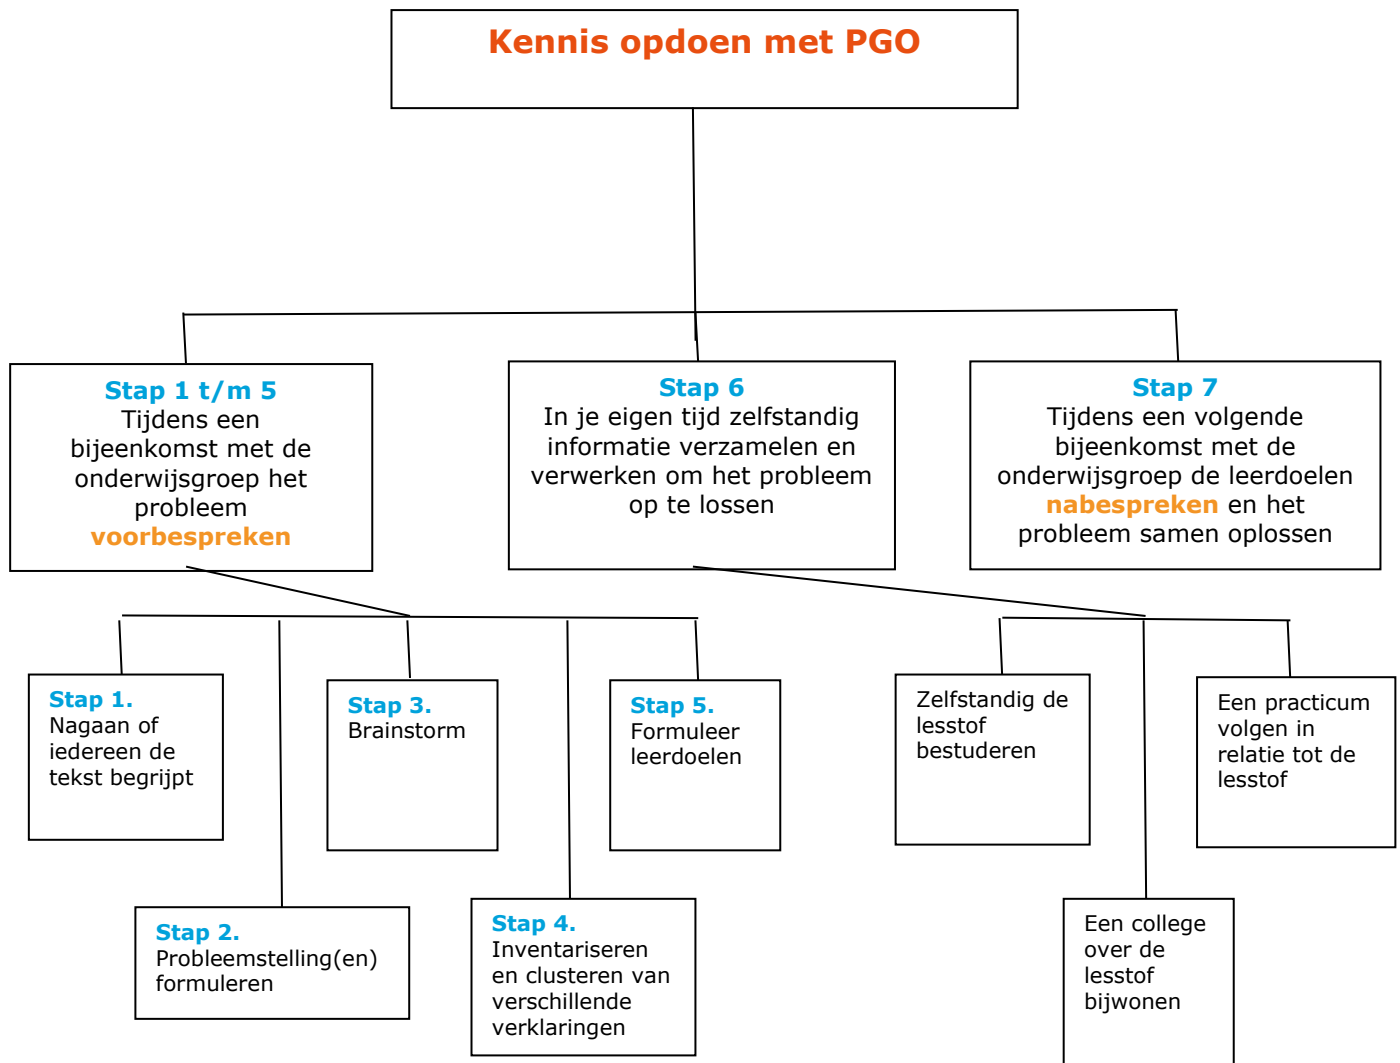 Kennis opdoen met PGO
Stap 1 t/m 5
Tijdens een
bijeenkomst met de
onderwijsgroep het
probleem
voorbespreken
Stap 6
In je eigen tijd zelfstandig
informatie verzamelen en
verwerken om het probleem
op te lossen
Stap 7
Tijdens een volgende
bijeenkomst met de
onderwijsgroep de leerdoelen
nabespreken en het
probleem samen oplossen
Stap 1.
Nagaan of
iedereen de
tekst begrijpt
Stap 2.
Probleemstelling(en)
formuleren
Stap 3.
Brainstorm
Stap 4.
Inventariseren
en clusteren van
verschillende
verklaringen
Stap 5.
Formuleer
leerdoelen
Zelfstandig de
lesstof
bestuderen
Een college
over de
lesstof
bijwonen
Een practicum
volgen in
relatie tot de
lesstof